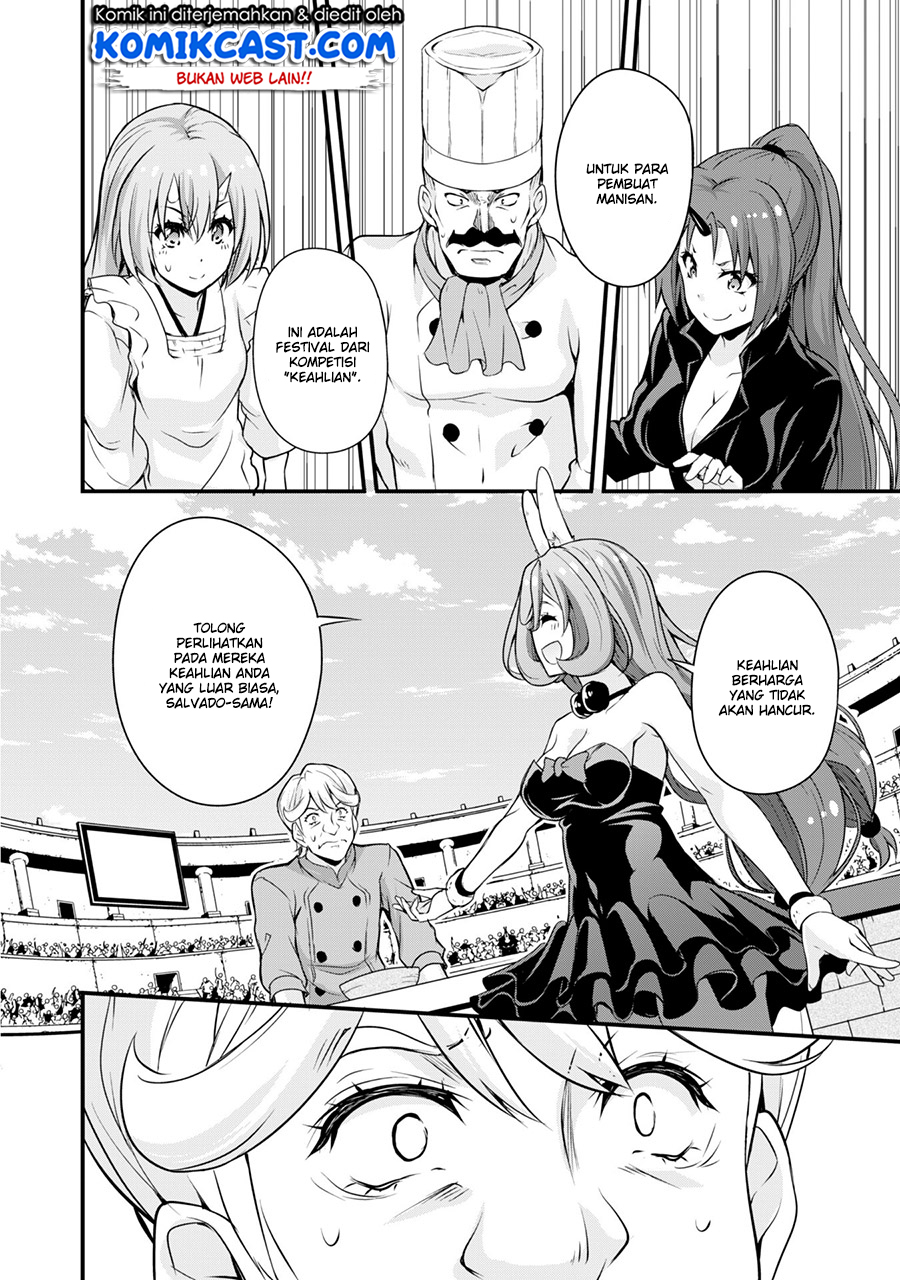 Komik ini diterjemahkan & diedit oleh
KOMIKCAST.COM
BUKAN WEB LAIN!!
UNTUK PARA
PEMBUAT
MANISAN.
INI ADALAH
FESTIVAL DARI
KOMPETISI
"KEAHLIAN".
KEAHLIAN
BERHARGA
YANG TIDAK
AKAN HANCUR.
TOLONG
PERLIHATKAN
PADA MEREKA
KEAHLIAN ANDA
YANG LUAR BIASA,
SALVADO-SAMA!